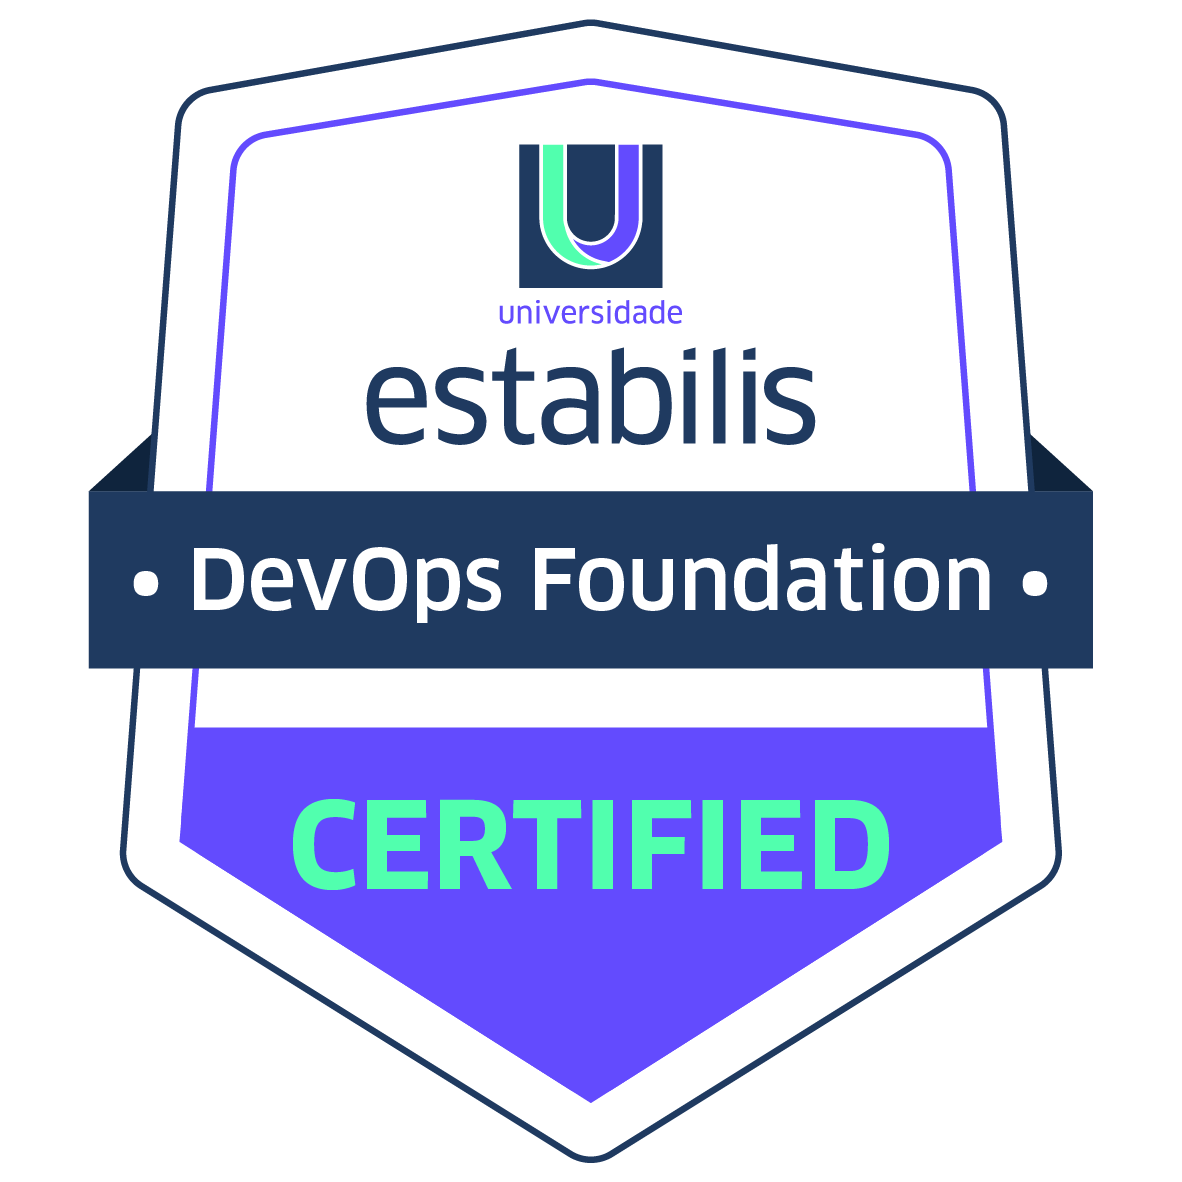 universidade
estabilis
• DevOps Foundation •
CERTIFIED